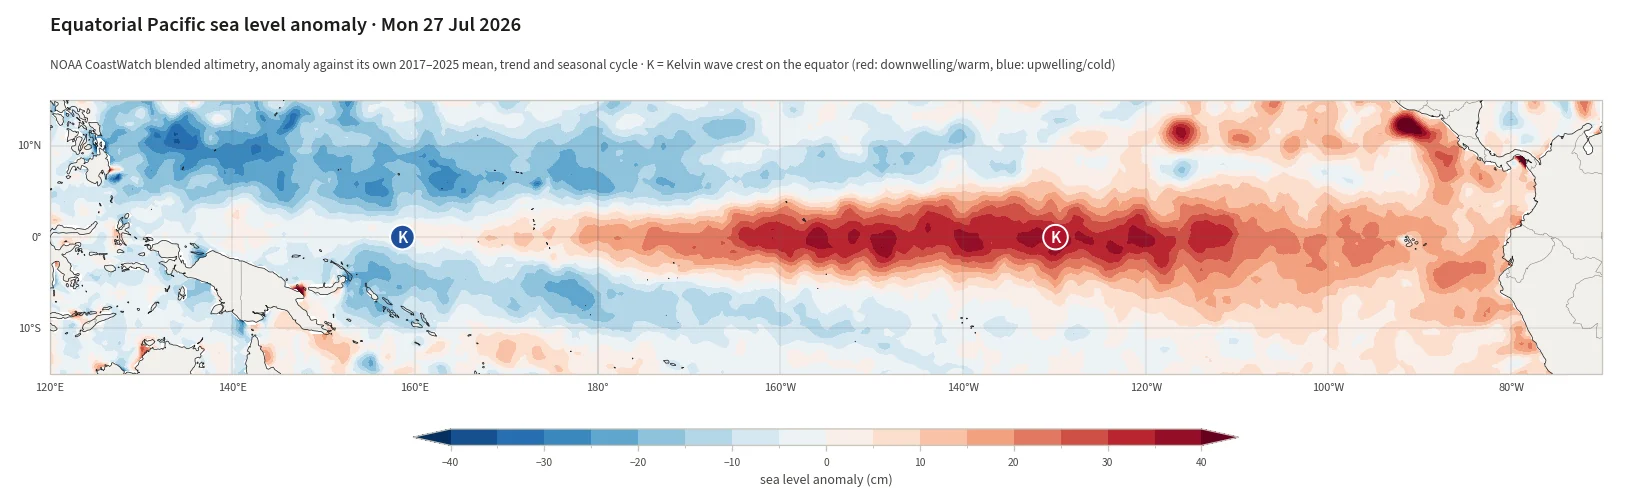 Equatorial Pacific sea level anomaly · Mon 27 Jul 2026
NOAA CoastWatch blended altimetry, anomaly against its own 2017–2025 mean, trend and seasonal cycle · K = Kelvin wave crest on the equator (red: downwelling/warm, blue: upwelling/cold)
10°N
0°
K
K
10°S
120°E 140°E 160°E 180° 160°W 140°W 120°W 100°W 80°W
−40 −30 −20 −10 0 10 20 30 40
sea level anomaly (cm)